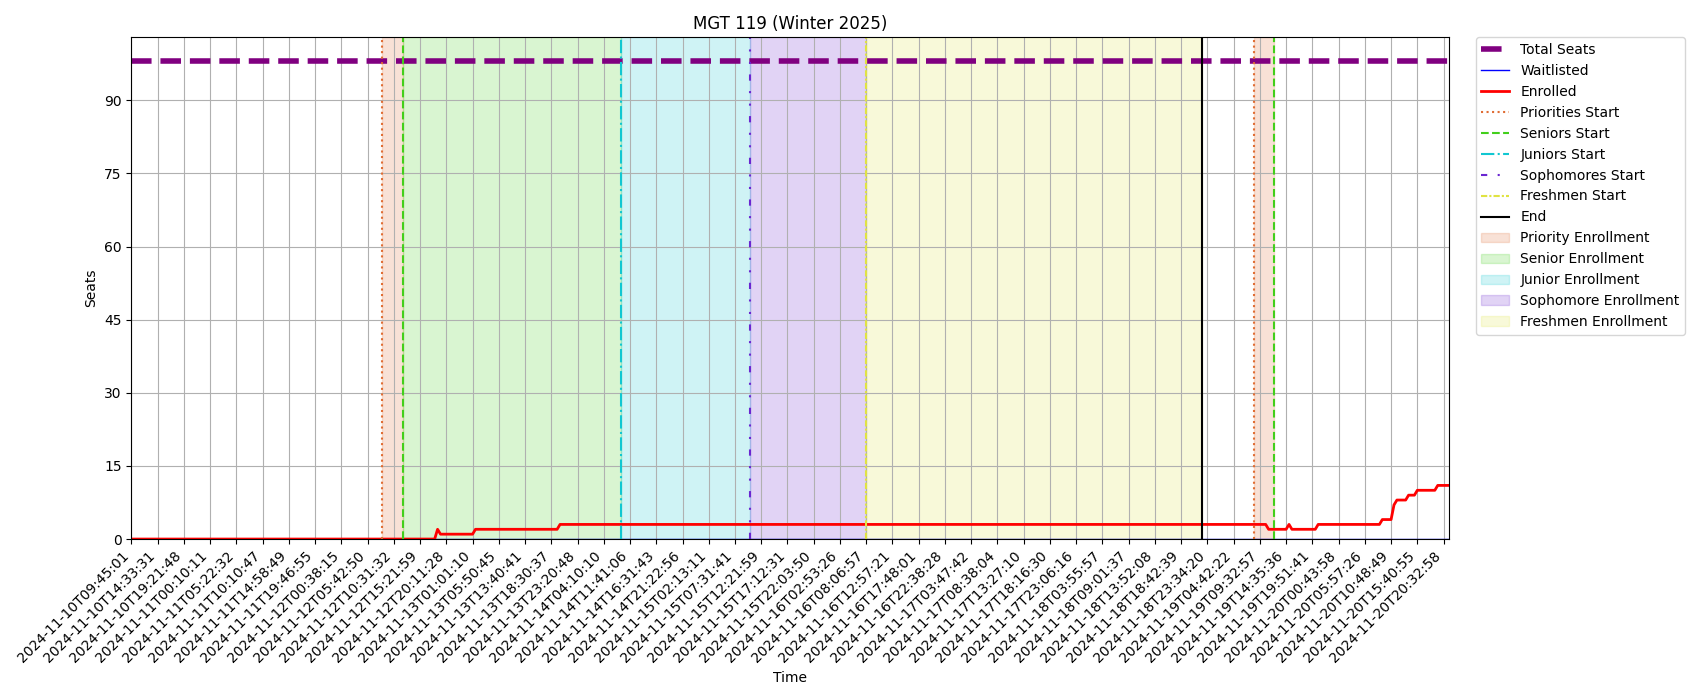 MGT 119 (Winter 2025)
Total Seats
Waitlisted
Enrolled
Priorities Start
Seniors Start
Juniors Start
Sophomores Start
Freshmen Start
End
Priority Enrollment
Senior Enrollment
Junior Enrollment
Sophomore Enrollment
Freshmen Enrollment
Seats
90
75
60
45
30
15
0
2024-11-10T09:45:01
2024-11-10T14:33:31
2024-11-10T19:21:48
2024-11-11T00:10:11
2024-11-11T05:22:32
2024-11-11T10:10:47
2024-11-11T14:58:49
2024-11-11T19:46:55
2024-11-12T00:38:15
2024-11-12T05:42:50
2024-11-12T10:31:32
2024-11-12T15:21:59
2024-11-12T20:11:28
2024-11-13T01:01:10
2024-11-13T05:50:45
2024-11-13T13:40:41
2024-11-13T18:30:37
2024-11-13T23:20:48
2024-11-14T04:10:10
2024-11-14T11:41:06
2024-11-14T16:31:43
2024-11-14T21:22:56
2024-11-15T02:13:11
2024-11-15T07:31:41
2024-11-15T12:21:59
2024-11-15T17:12:31
2024-11-15T22:03:50
2024-11-16T02:53:26
2024-11-16T08:06:57
2024-11-16T12:57:21
2024-11-16T17:48:01
2024-11-16T22:38:28
2024-11-17T03:47:42
2024-11-17T08:38:04
2024-11-17T13:27:10
2024-11-17T18:16:30
2024-11-17T23:06:16
2024-11-18T03:55:57
2024-11-18T09:01:37
2024-11-18T13:52:08
2024-11-18T18:42:39
2024-11-18T23:34:20
2024-11-19T04:42:22
2024-11-19T09:32:57
2024-11-19T14:35:36
2024-11-19T19:51:41
2024-11-20T00:43:58
2024-11-20T05:57:26
2024-11-20T10:48:49
2024-11-20T15:40:55
2024-11-20T20:32:58
Time